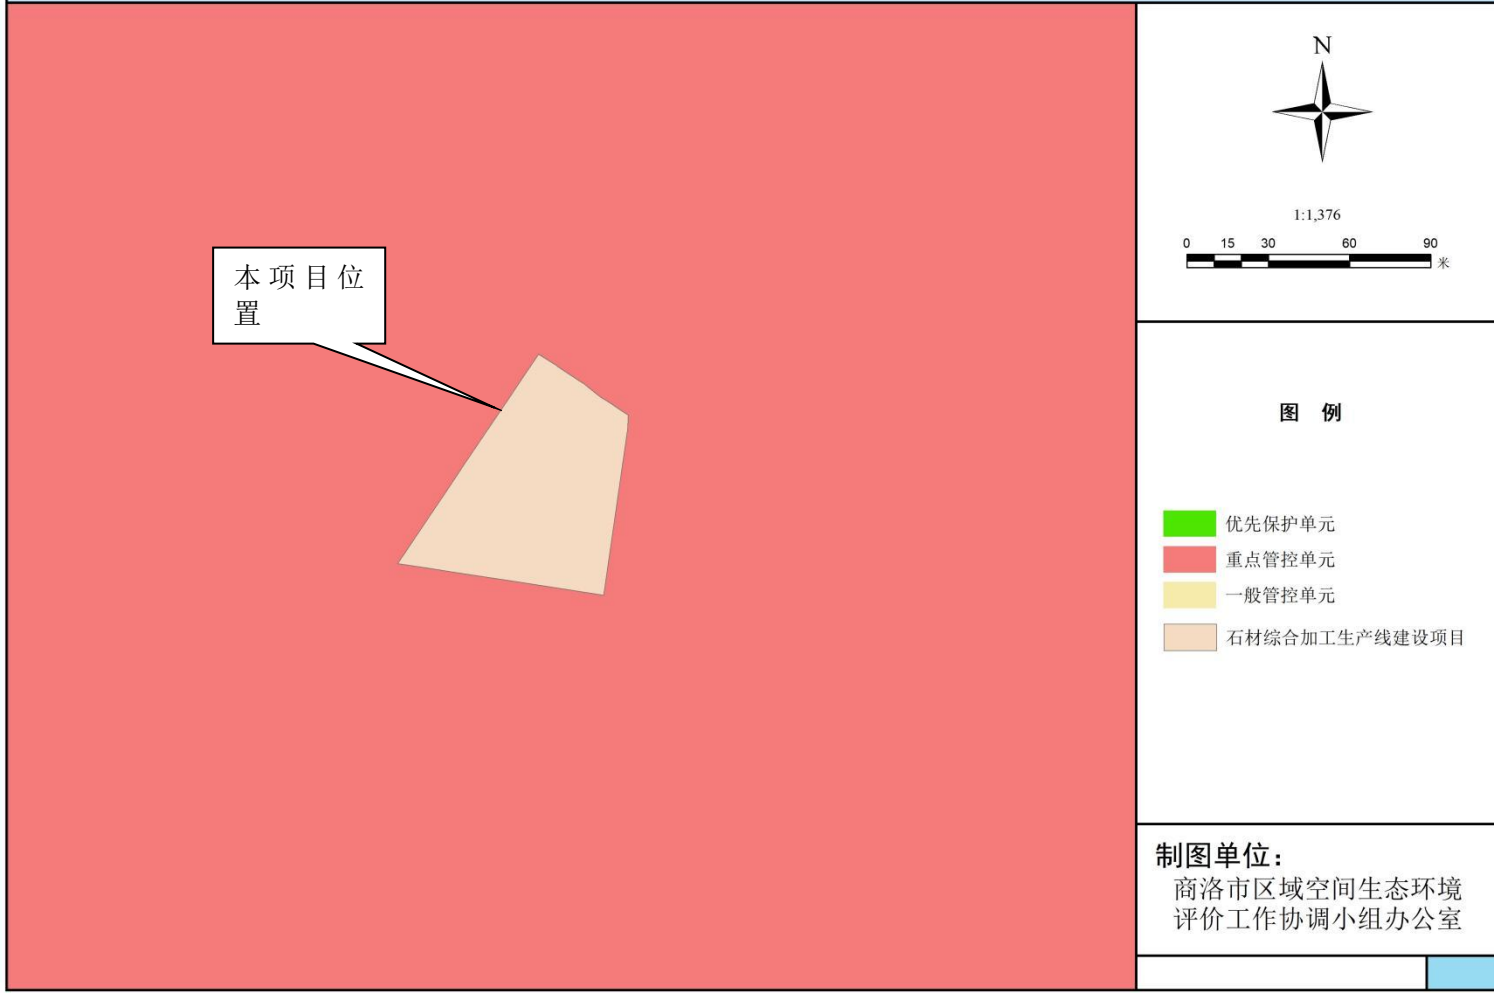 本项目位
置
N
1:1,376
0 15 30 60 90
米
图 例
优先保护单元
重点管控单元
一般管控单元
石材综合加工生产线建设项目
制图单位：
商洛市区域空间生态环境
评价工作协调小组办公室